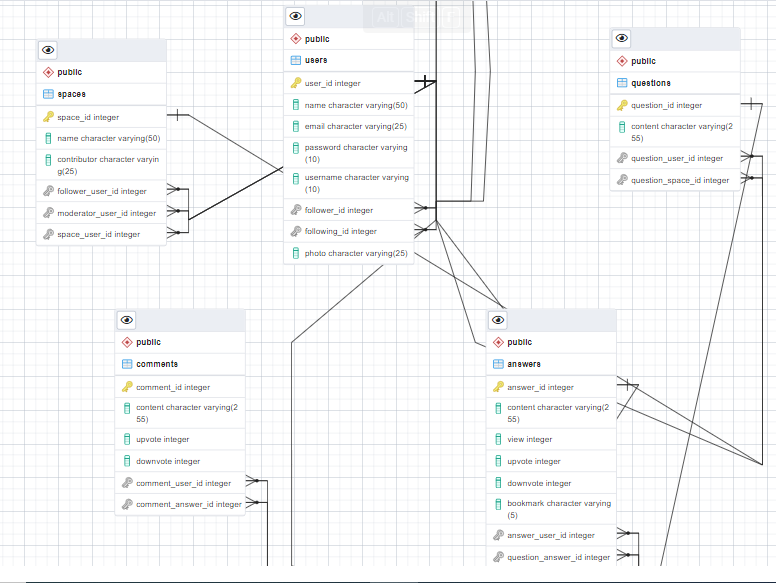 public
spaces
space_id integer
name character varying(50)
contributor character varyin
g(25)
follower_user_id integer
moderator_user_id integer
space_user_id integer
public
users
user_id integer
name character varying(50)
email character varying(25)
password character varying
(10)
username character varying
(10)
follower_id integer
following_id integer
photo character varying(25)
public
questions
question_id integer
content character varying(2
55)
question_user_id integer
question_space_id integer
public
comments
comment_id integer
content character varying(2
55)
upvote integer
downvote integer
comment_user_id integer
comment_answer_id integer
public
answers
answer_id integer
content character varying(2
55)
view integer
upvote integer
downvote integer
bookmark character varying
(5)
answer_user_id integer
question_answer_id integer